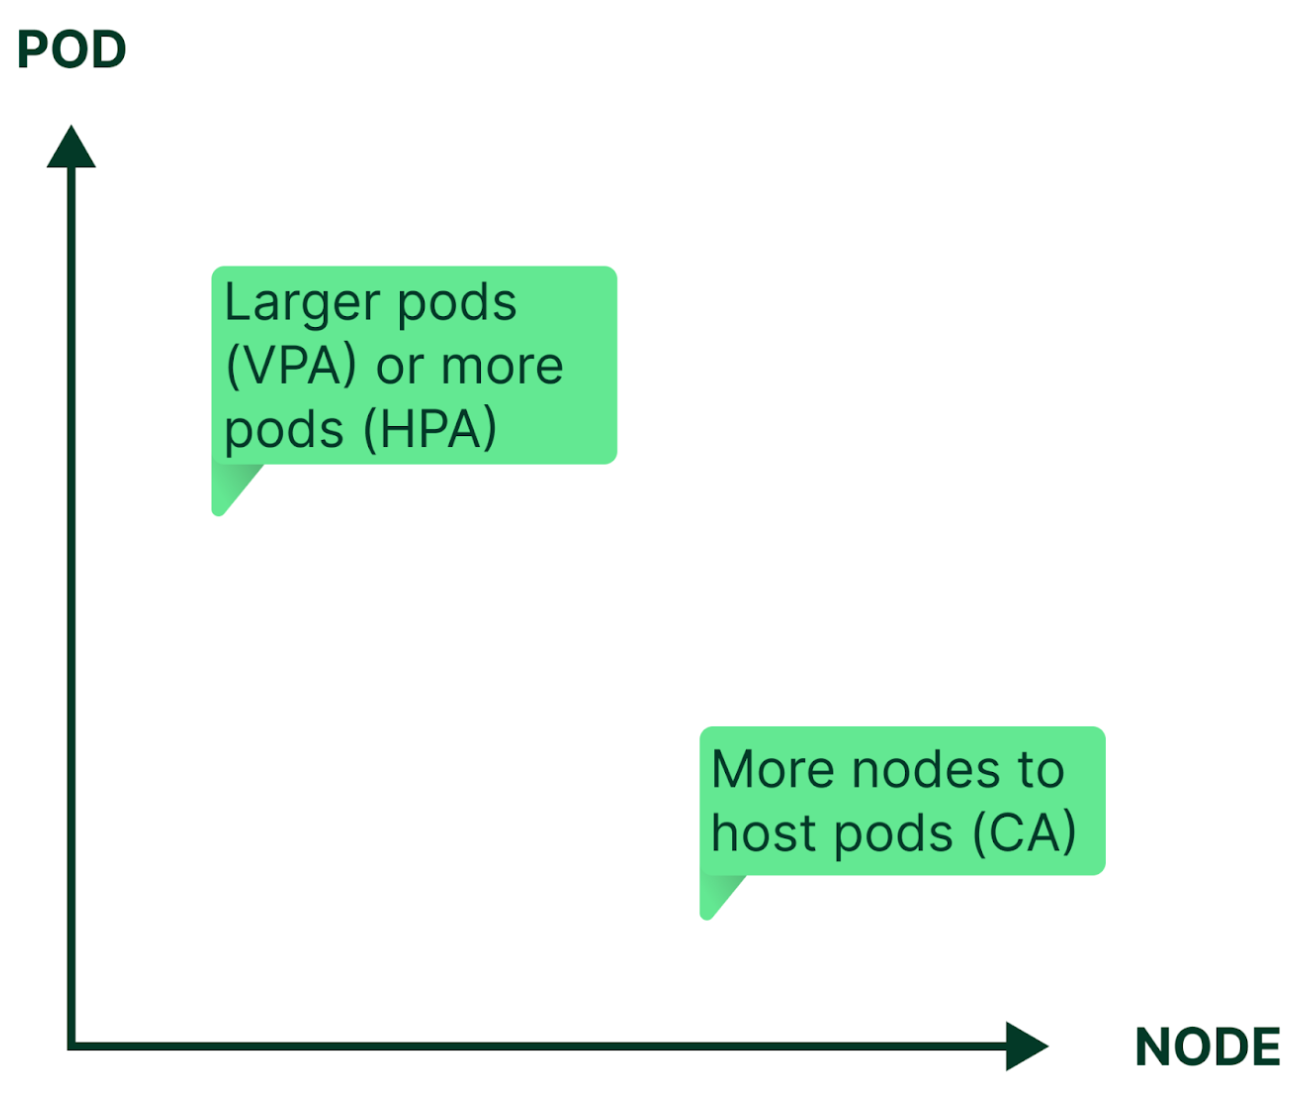 POD
Larger pods
(VPA) or more
pods (HPA)
More nodes to
host pods (CA)
NODE